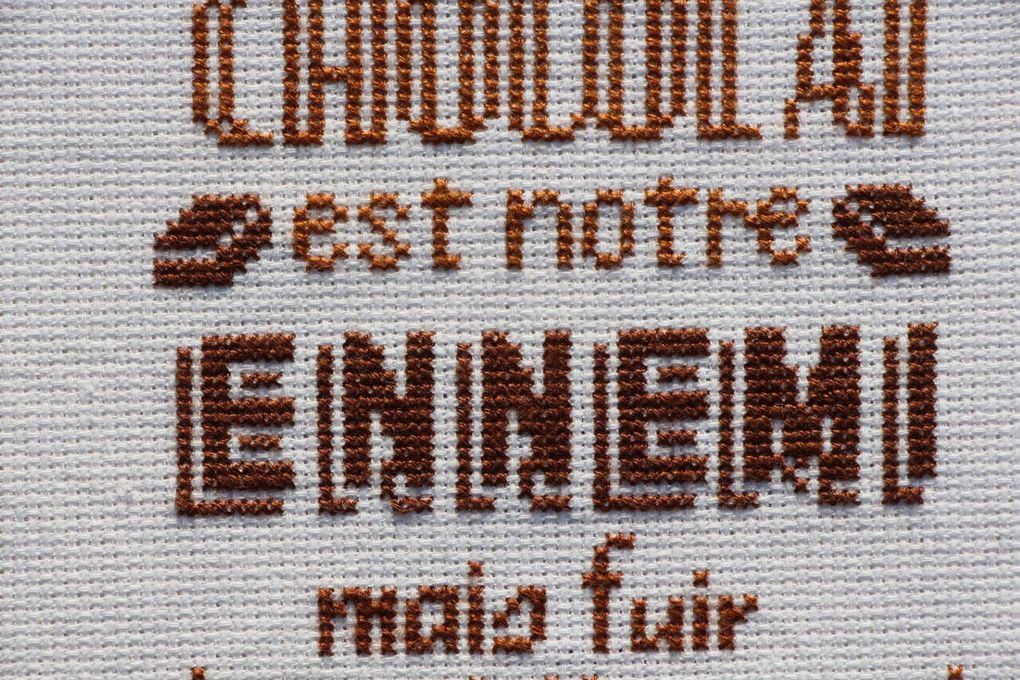 CHOCOLAT
est notre
ENNEMI
mais fuir